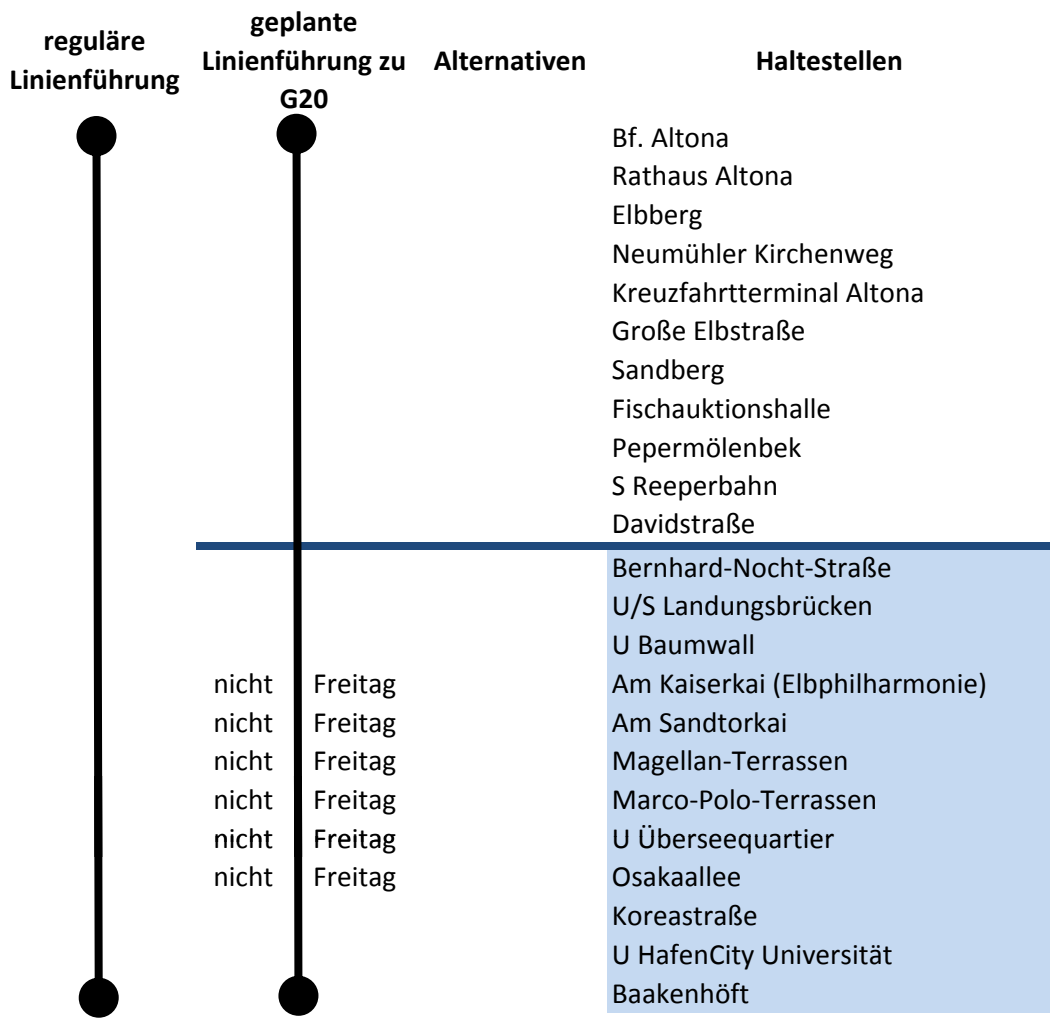 reguläre
Linienführung
geplante
Linienführung zu
G20
Alternativen
Haltestellen
Bf. Altona
Rathaus Altona
Elbberg
Neumühler Kirchenweg
Kreuzfahrtterminal Altona
Große Elbstraße
Sandberg
Fischauktionshalle
Pepermölenbek
S Reeperbahn
Davidstraße
Bernhard-Nocht-Straße
U/S Landungsbrücken
U Baumwall
nicht Freitag Am Kaiserkai (Elbphilharmonie)
nicht Freitag Am Sandtorkai
nicht Freitag Magellan-Terrassen
nicht Freitag Marco-Polo-Terrassen
nicht Freitag U Überseequartier
nicht Freitag Osakaallee
Koreastraße
U HafenCity Universität
Baakenhöft